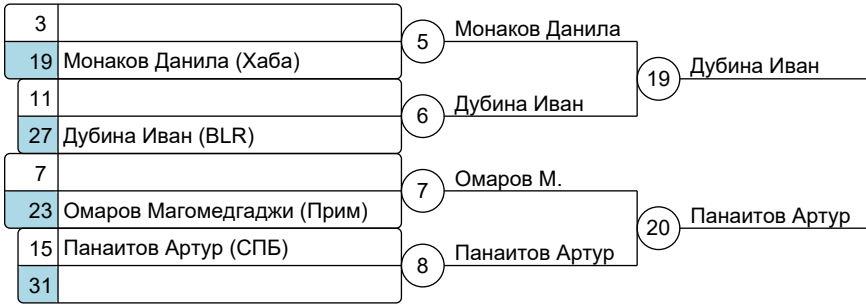 3
19 Монаков Данила (Хаба)
5 Монаков Данила
11
27 Дубина Иван (BLR)
6 Дубина Иван
19 Дубина Иван
7
23 Омаров Магомедгаджи (Прим)
7 Омаров М.
15 Панаитов Артур (СПБ)
31
8 Панаитов Артур
20 Панаитов Артур